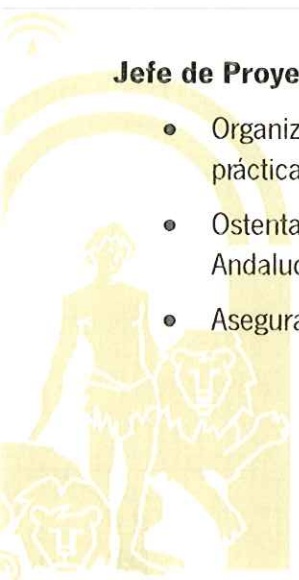 Jefe de Proye
• Organiz
práctica
• Ostenta
Andaluc
• Asegura